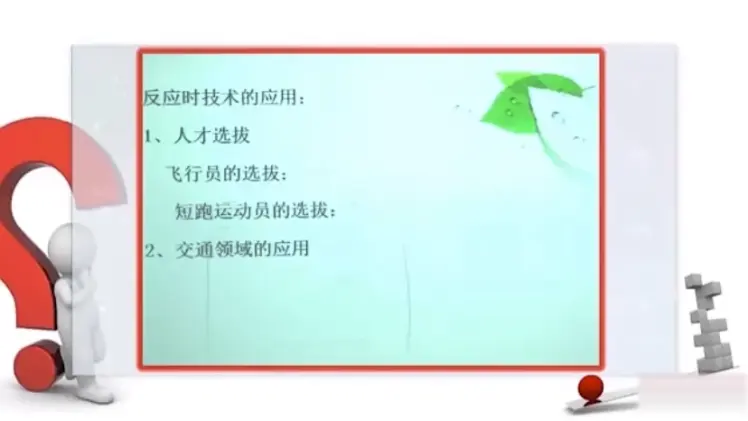 反应时技术的应用：
1、人才选拔
飞行员的选拔：
短跑运动员的选拔：
2、交通领域的应用